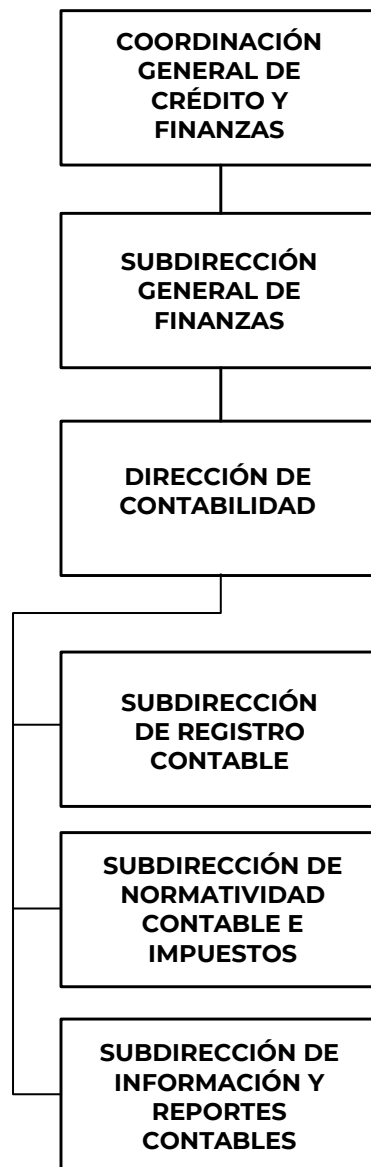 COORDINACIÓN
GENERAL DE
CRÉDITO Y
FINANZAS
SUBDIRECCIÓN
GENERAL DE
FINANZAS
DIRECCIÓN DE
CONTABILIDAD
SUBDIRECCIÓN
DE REGISTRO
CONTABLE
SUBDIRECCIÓN DE
NORMATIVIDAD
CONTABLE E
IMPUESTOS
SUBDIRECCIÓN DE
INFORMACIÓN Y
REPORTES
CONTABLES